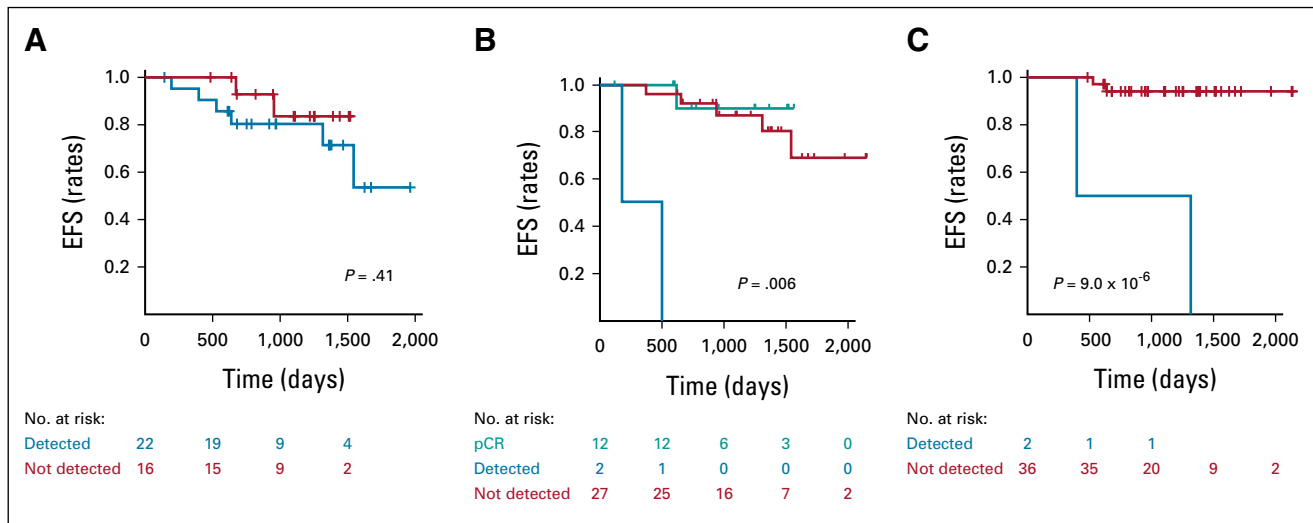 A
EFS (rates)
1.0
0.8
0.6
0.4
0.2
P = .41
0 500 1,000 1,500 2,000
Time (days)
No. at risk:
Detected 22 19 9 4
Not detected 16 15 9 2
B
EFS (rates)
1.0
0.8
0.6
0.4
0.2
P = .006
0 500 1,000 1,500 2,000
Time (days)
No. at risk:
pCR 12 12 6 3 0
Detected 2 1 0 0 0
Not detected 27 25 16 7 2
C
EFS (rates)
1.0
0.8
0.6
0.4
0.2
P = 9.0 x 10-6
0 500 1,000 1,500 2,000
Time (days)
No. at risk:
Detected 2 1 1
Not detected 36 35 20 9 2